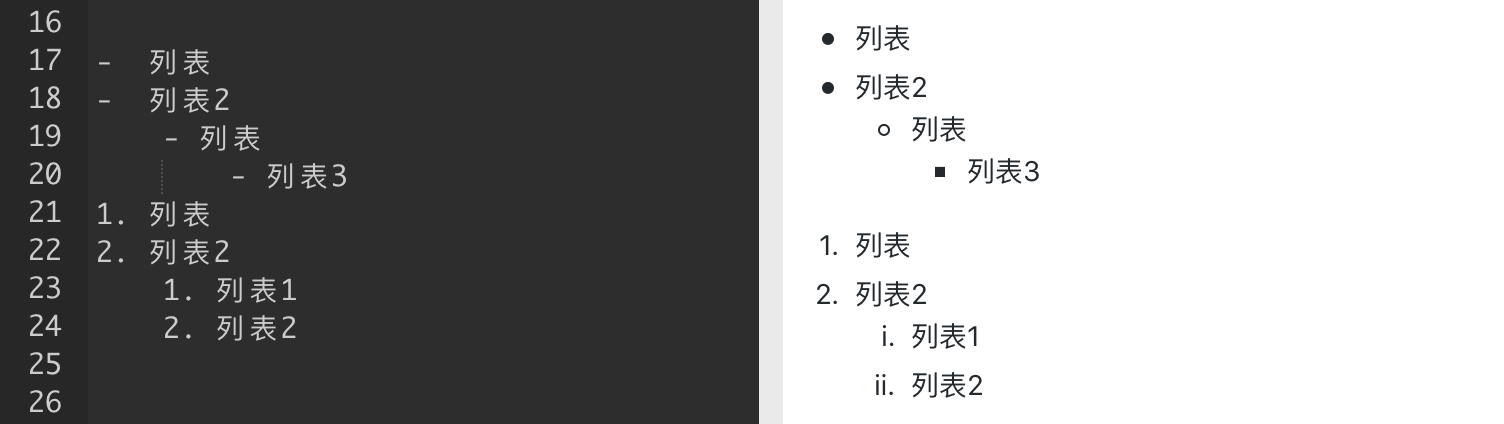 16
17 -  列表
18 -  列表2
19     - 列表
20         - 列表3
21 1. 列表
22 2. 列表2
23     1. 列表1
24     2. 列表2
25
26
• 列表
• 列表2
◦ 列表
▪ 列表3
1. 列表
2. 列表2
i. 列表1
ii. 列表2